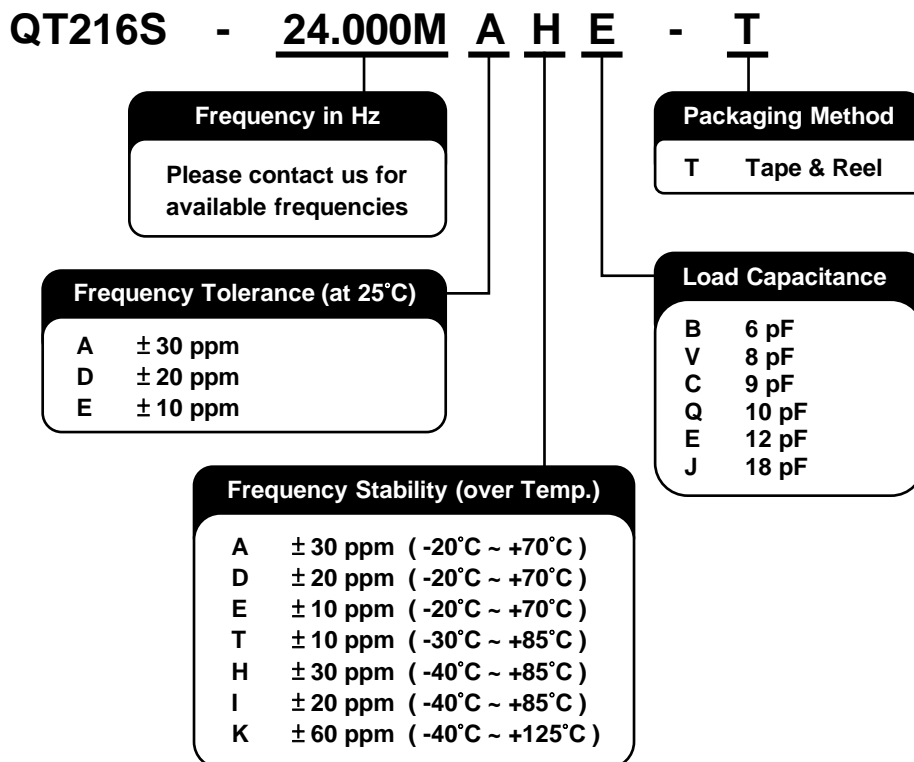 QT216S - 24.000M A H E - T
Frequency in Hz
Please contact us for
available frequencies
Packaging Method
T Tape & Reel
Frequency Tolerance (at 25°C)
A ± 30 ppm
D ± 20 ppm
E ± 10 ppm
Load Capacitance
B 6 pF
V 8 pF
C 9 pF
Q 10 pF
E 12 pF
J 18 pF
Frequency Stability (over Temp.)
A ± 30 ppm ( -20°C ~ +70°C )
D ± 20 ppm ( -20°C ~ +70°C )
E ± 10 ppm ( -20°C ~ +70°C )
T ± 10 ppm ( -30°C ~ +85°C )
H ± 30 ppm ( -40°C ~ +85°C )
I ± 20 ppm ( -40°C ~ +85°C )
K ± 60 ppm ( -40°C ~ +125°C )